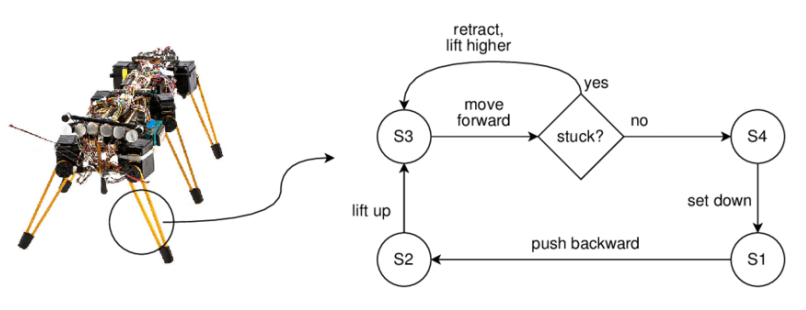 retract,
lift higher
yes
move
forward
S3
stuck?
no
S4
lift up
set down
S2
push backward
S1